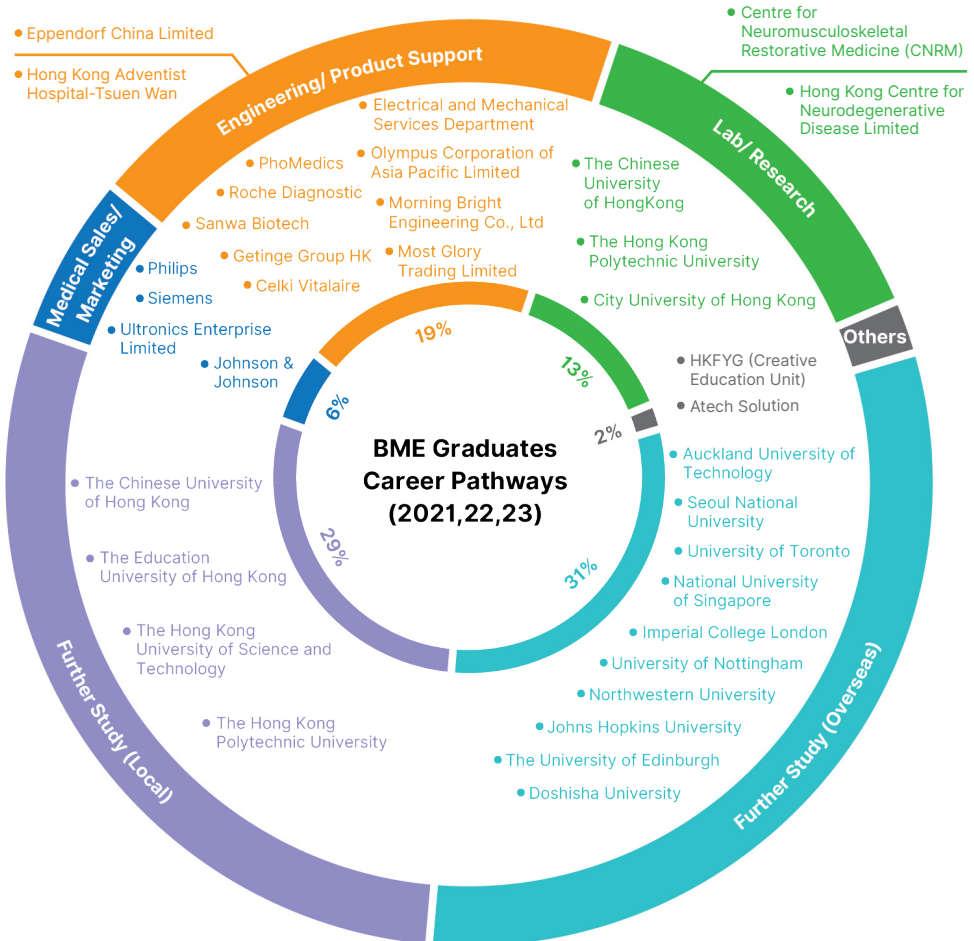 Eppendorf China Limited
Hong Kong Adventist
Hospital-Tsuen Wan
Engineering/ Product Support
Electrical and Mechanical
Services Department
PhoMedics
Olympus Corporation of
Asia Pacific Limited
Roche Diagnostic
Morning Bright
Engineering Co., Ltd
Sanwa Biotech
Getinge Group HK
Most Glory
Trading Limited
Celki Vitalaire
19%
Centre for
Neuromusculoskeletal
Restorative Medicine (CNRM)
Hong Kong Centre for
Neurodegenerative
Disease Limited
Lab/ Research
The Chinese
University
of HongKong
The Hong Kong
Polytechnic University
City University of Hong Kong
13%
Others
HKFYG (Creative
Education Unit)
Atech Solution
2%
Medical Sales/
Marketing
Philips
Siemens
Ultronics Enterprise
Limited
Johnson &
Johnson
6%
BME Graduates
Career Pathways
(2021,22,23)
Further Study (Local)
The Chinese University
of Hong Kong
The Education
University of Hong Kong
The Hong Kong
University of Science and
Technology
The Hong Kong
Polytechnic University
29%
31%
Auckland University of
Technology
Seoul National
University
University of Toronto
National University
of Singapore
Imperial College London
University of Nottingham
Northwestern University
Johns Hopkins University
The University of Edinburgh
Doshisha University
Further Study (Overseas)